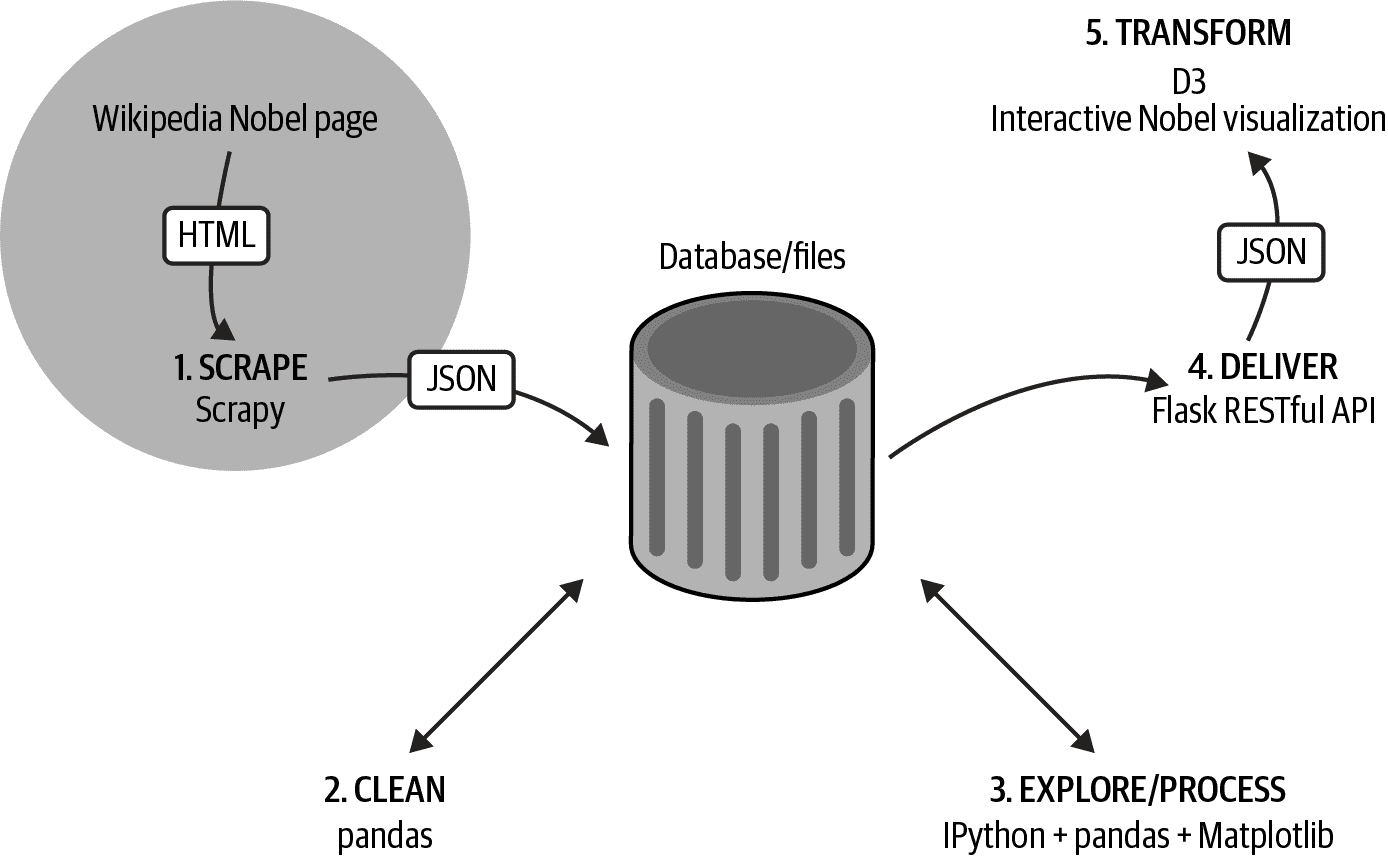 Wikipedia Nobel page
HTML
1. SCRAPE
Scrapy
JSON
Database/files
5. TRANSFORM
D3
Interactive Nobel visualization
JSON
4. DELIVER
Flask RESTful API
2. CLEAN
pandas
3. EXPLORE/PROCESS
IPython + pandas + Matplotlib